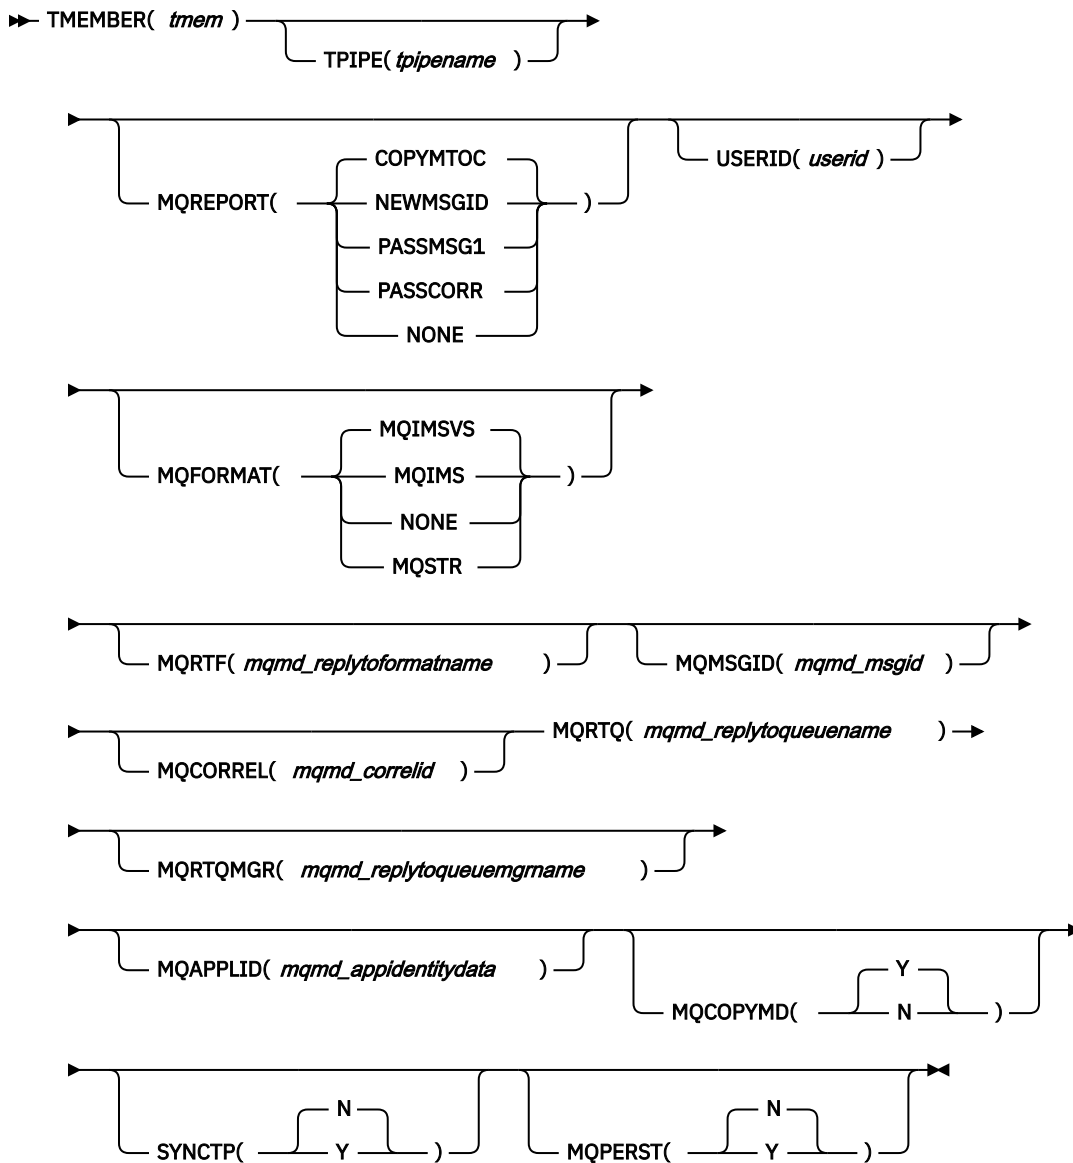 TMEMBER( tmem )
TPIPE( tpipename )
MQREPORT( COPYMTOC
NEWMSGID )
PASSMSG1
PASSCORR
NONE
USERID( userid )
MQFORMAT( MQIMSVS
MQIMS )
NONE
MQSTR
MQRTF( mqmd_replytoformatname ) MQMSGID( mqmd_msgid )
MQRTQ( mqmd_replytoqueuename )
MQCORREL( mqmd_correlid )
MQRTQMGR( mqmd_replytoqueuemgrname )
MQAPPLID( mqmd_appidentitydata )
MQCOPYMD( Y
N )
SYNCTP( N
Y )
MQPERST( N
Y )